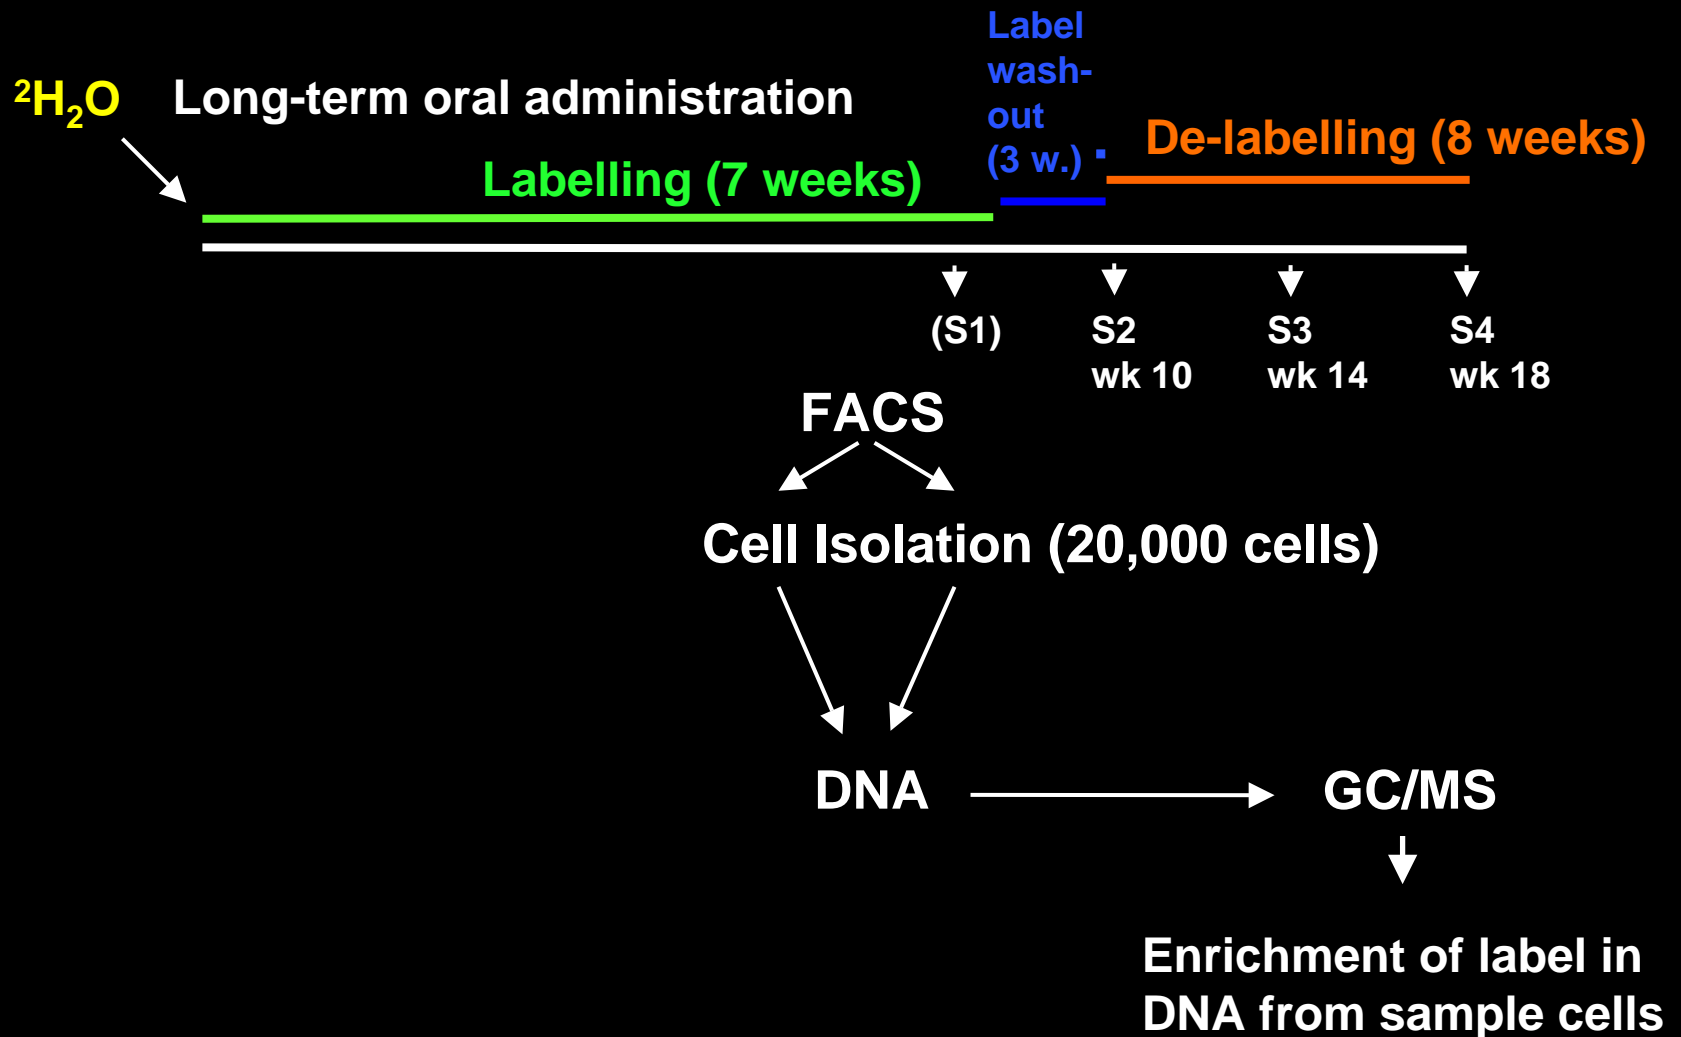 ²H₂O Long-term oral administration
Label
wash-
out
(3 w.)
De-labelling (8 weeks)
Labelling (7 weeks)
(S1)
S2
wk 10
S3
wk 14
S4
wk 18
FACS
Cell Isolation (20,000 cells)
DNA
GC/MS
Enrichment of label in
DNA from sample cells